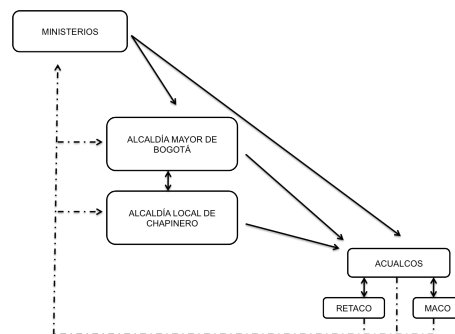 MINISTERIOS
ALCALDÍA MAYOR DE
BOGOTÁ
ALCALDÍA LOCAL DE
CHAPINERO
ACUALCOS
RETACO
MACO